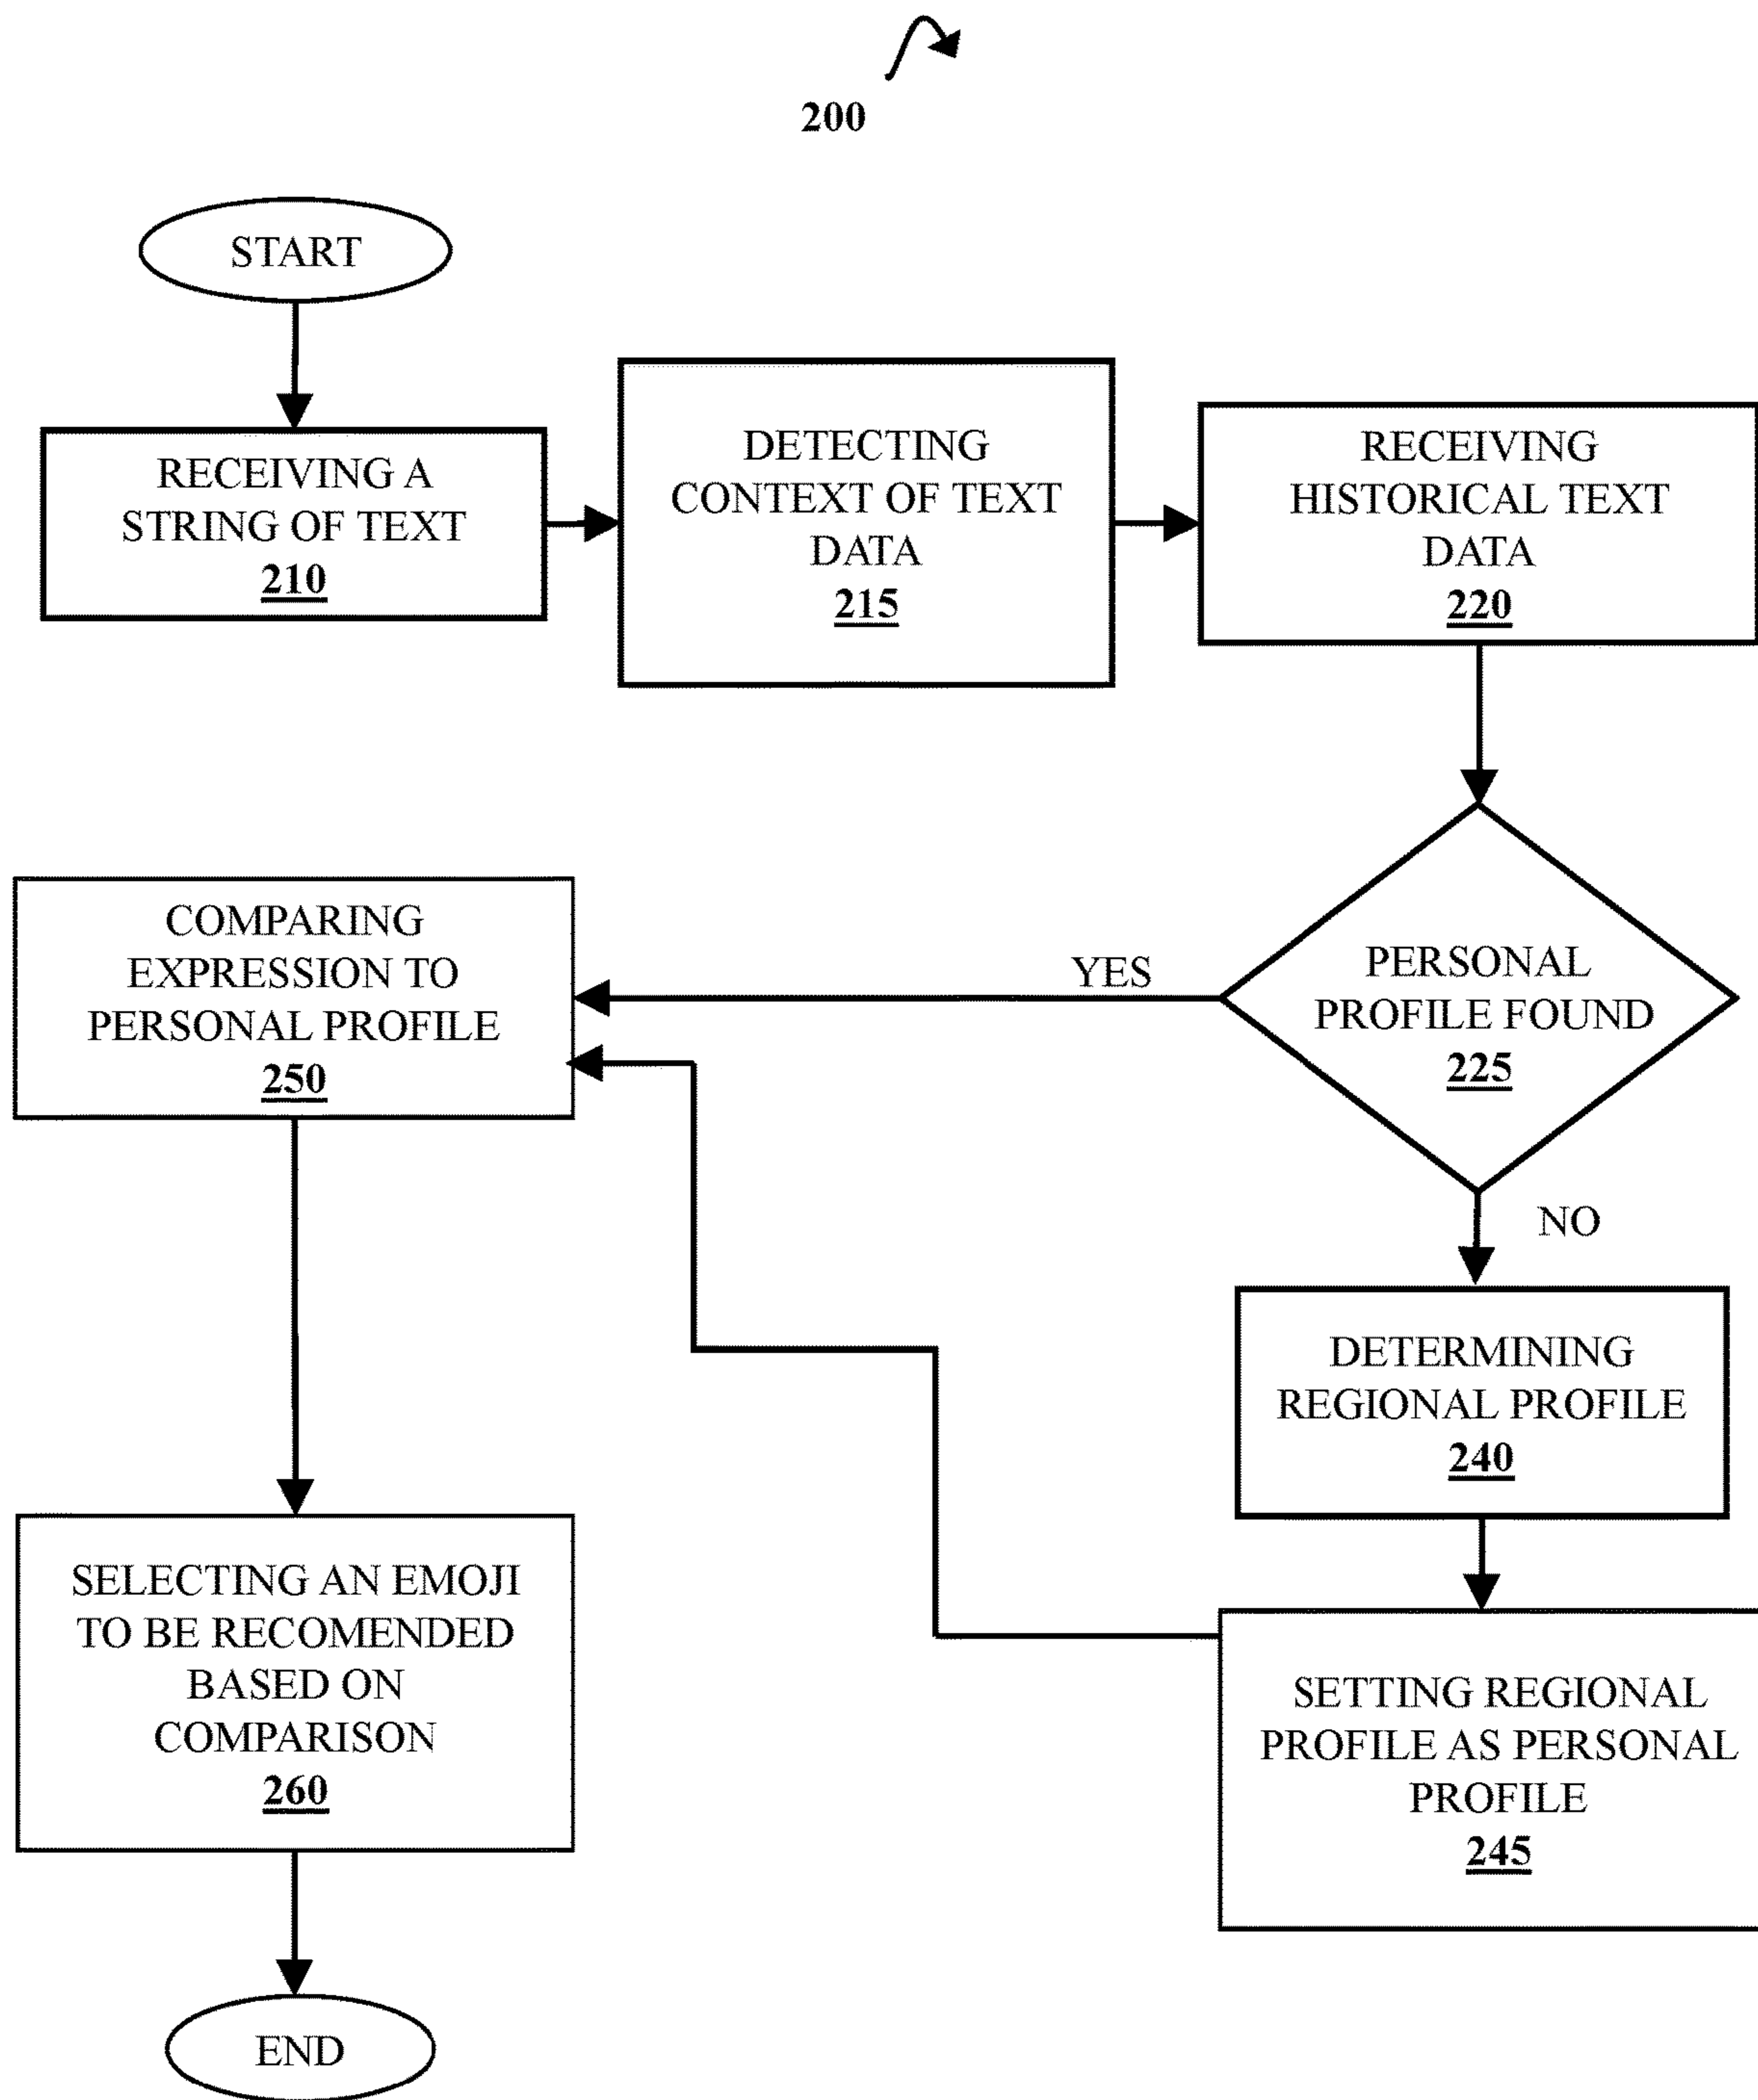 200
START
RECEIVING A
STRING OF TEXT
210
DETECTING
CONTEXT OF TEXT
DATA
215
RECEIVING
HISTORICAL TEXT
DATA
220
PERSONAL
PROFILE FOUND
225
YES
NO
COMPARING
EXPRESSION TO
PERSONAL PROFILE
250
DETERMINING
REGIONAL PROFILE
240
SETTING REGIONAL
PROFILE AS PERSONAL
PROFILE
245
SELECTING AN EMOJI
TO BE RECOMENDED
BASED ON
COMPARISON
260
END